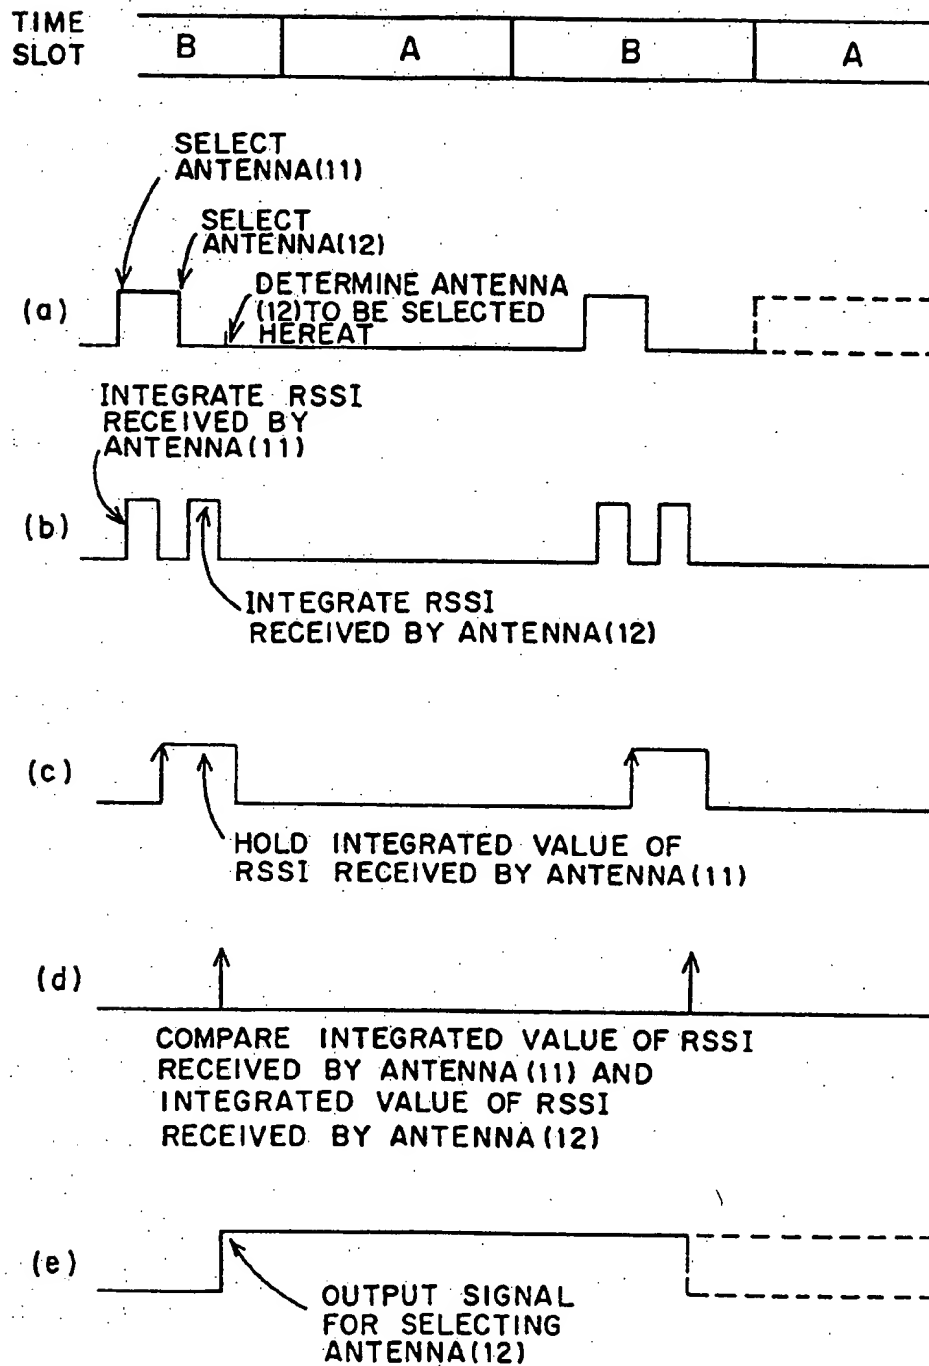 TIME
SLOT
B
A
B
A
SELECT
ANTENNA(11)
SELECT
ANTENNA(12)
DETERMINE ANTENNA
(12)TO BE SELECTED
HEREAT
(a)
INTEGRATE RSSI
RECEIVED BY
ANTENNA(11)
(b)
INTEGRATE RSSI
RECEIVED BY ANTENNA(12)
(c)
HOLD INTEGRATED VALUE OF
RSSI RECEIVED BY ANTENNA(11)
(d)
COMPARE INTEGRATED VALUE OF RSSI
RECEIVED BY ANTENNA(11) AND
INTEGRATED VALUE OF RSSI
RECEIVED BY ANTENNA(12)
(e)
OUTPUT SIGNAL
FOR SELECTING
ANTENNA(12)